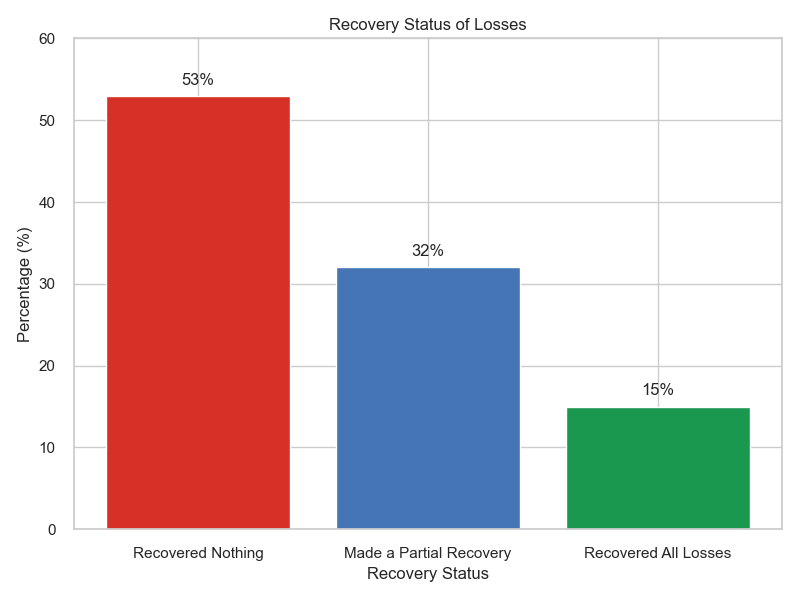 Recovery Status of Losses
60
50
40
30
20
10
0
Percentage (%)
53%
32%
15%
Recovered Nothing
Made a Partial Recovery
Recovered All Losses
Recovery Status